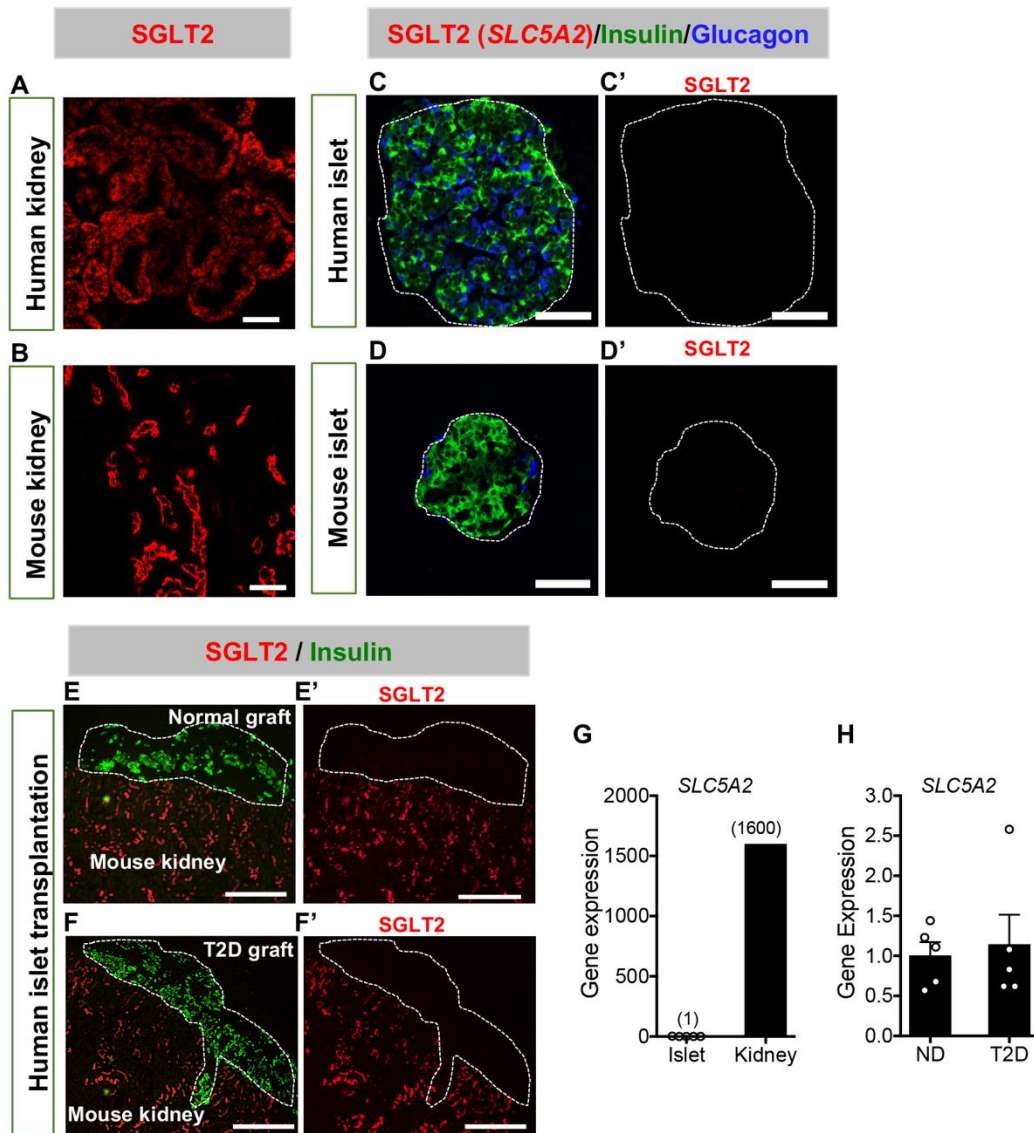 SGLT2
SGLT2 (SLC5A2)/Insulin/Glucagon
A
Human kidney
B
Mouse kidney
C
C’
SGLT2
Human islet
D
D’
SGLT2
Mouse islet
SGLT2 / Insulin
Human islet transplantation
E
Normal graft
Mouse kidney
E’
SGLT2
F
T2D graft
Mouse kidney
F’
SGLT2
G
SLC5A2
Gene expression
2000
1500
1000
500
0
(1)
(1600)
Islet
Kidney
H
SLC5A2
Gene Expression
3.0
2.5
2.0
1.5
1.0
0.5
0.0
ND
T2D